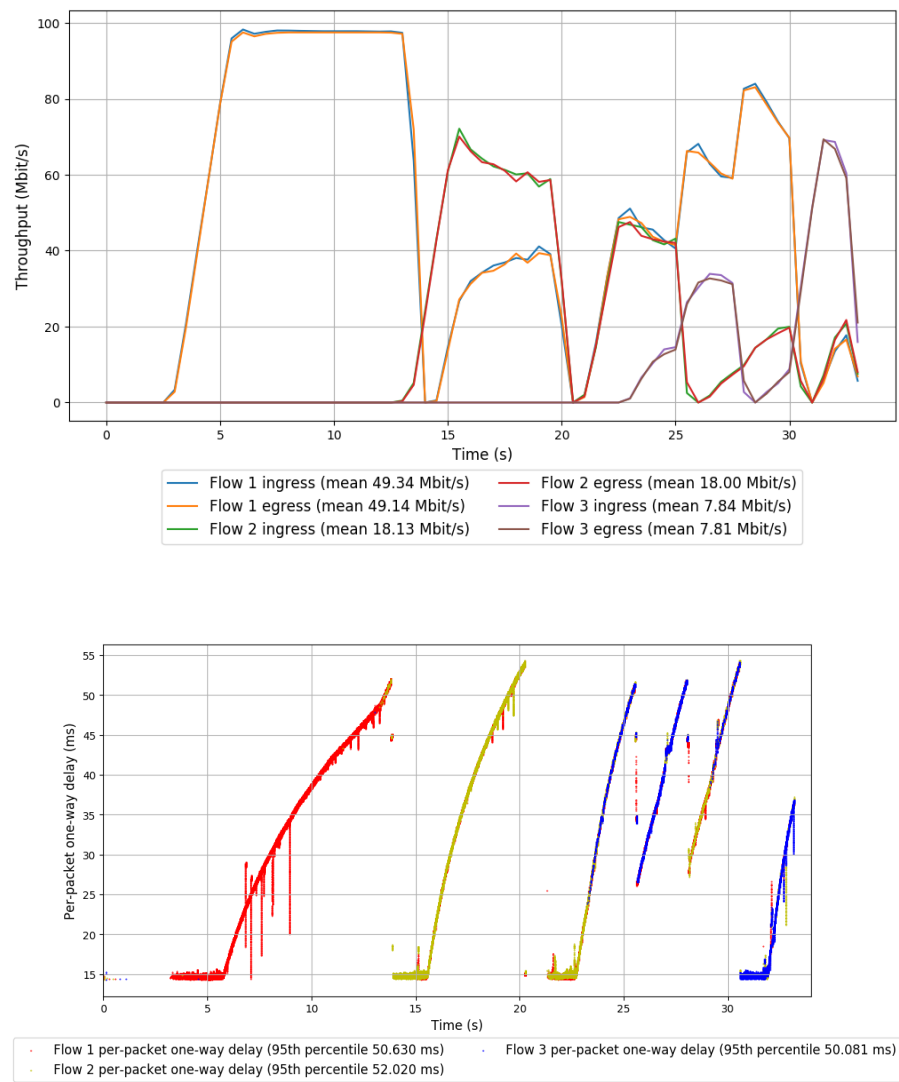 100
80
60
40
20
0
Throughput (Mbit/s)
0 5 10 15 20 25 30
Time (s)
Flow 1 ingress (mean 49.34 Mbit/s) Flow 2 egress (mean 18.00 Mbit/s)
Flow 1 egress (mean 49.14 Mbit/s) Flow 3 ingress (mean 7.84 Mbit/s)
Flow 2 ingress (mean 18.13 Mbit/s) Flow 3 egress (mean 7.81 Mbit/s)
55
50
45
40
35
30
25
20
15
Per-packet one-way delay (ms)
0 5 10 15 20 25 30
Time (s)
Flow 1 per-packet one-way delay (95th percentile 50.630 ms) Flow 3 per-packet one-way delay (95th percentile 50.081 ms)
Flow 2 per-packet one-way delay (95th percentile 52.020 ms)